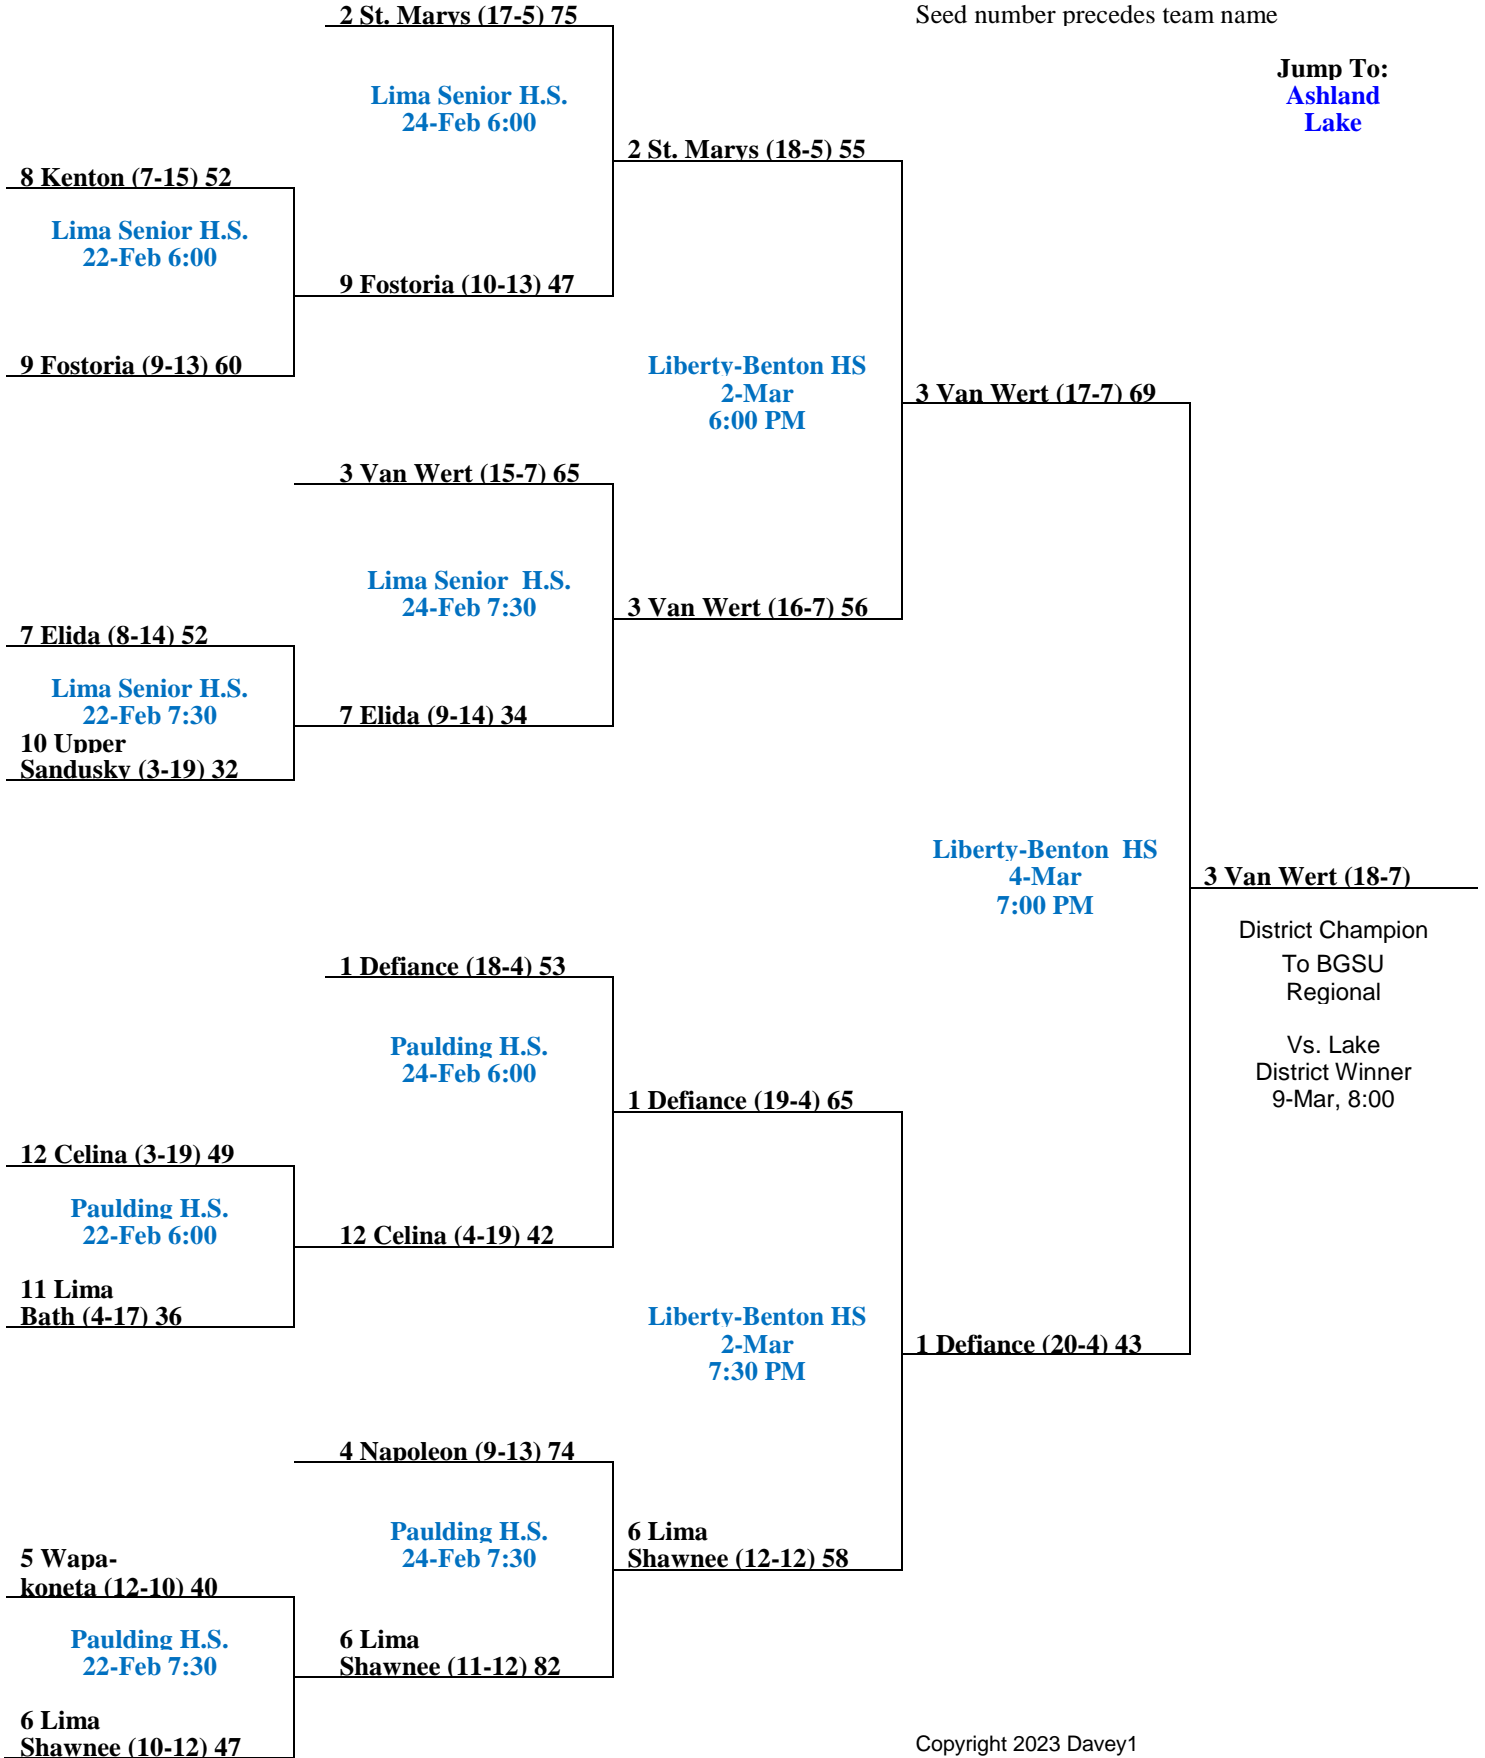 2 St. Marys (17-5) 75
Seed number precedes team name
Jump To:
Ashland
Lake
Lima Senior H.S.
24-Feb 6:00
2 St. Marys (18-5) 55
8 Kenton (7-15) 52
Lima Senior H.S.
22-Feb 6:00
9 Fostoria (10-13) 47
9 Fostoria (9-13) 60
Liberty-Benton HS
2-Mar
6:00 PM
3 Van Wert (17-7) 69
3 Van Wert (15-7) 65
Lima Senior  H.S.
24-Feb 7:30
3 Van Wert (16-7) 56
7 Elida (8-14) 52
Lima Senior H.S.
22-Feb 7:30
7 Elida (9-14) 34
10 Upper
Sandusky (3-19) 32
Liberty-Benton  HS
4-Mar
7:00 PM
3 Van Wert (18-7)
District Champion
To BGSU
Regional
Vs. Lake
District Winner
9-Mar, 8:00
1 Defiance (18-4) 53
Paulding H.S.
24-Feb 6:00
1 Defiance (19-4) 65
12 Celina (3-19) 49
Paulding H.S.
22-Feb 6:00
12 Celina (4-19) 42
11 Lima
Bath (4-17) 36
Liberty-Benton HS
2-Mar
7:30 PM
1 Defiance (20-4) 43
4 Napoleon (9-13) 74
Paulding H.S.
24-Feb 7:30
6 Lima
Shawnee (12-12) 58
5 Wapa-
koneta (12-10) 40
Paulding H.S.
22-Feb 7:30
6 Lima
Shawnee (11-12) 82
6 Lima
Shawnee (10-12) 47
Copyright 2023 Davey1